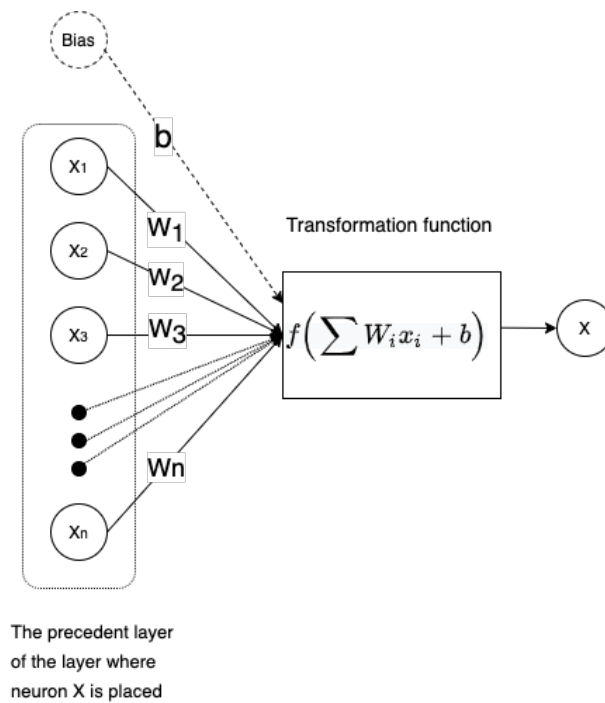 Bias
b
X1
W1
Transformation function
X2
W2
X3
W3
f(∑ Wixi + b)
X
Wn
Xn
The precedent layer
of the layer where
neuron X is placed